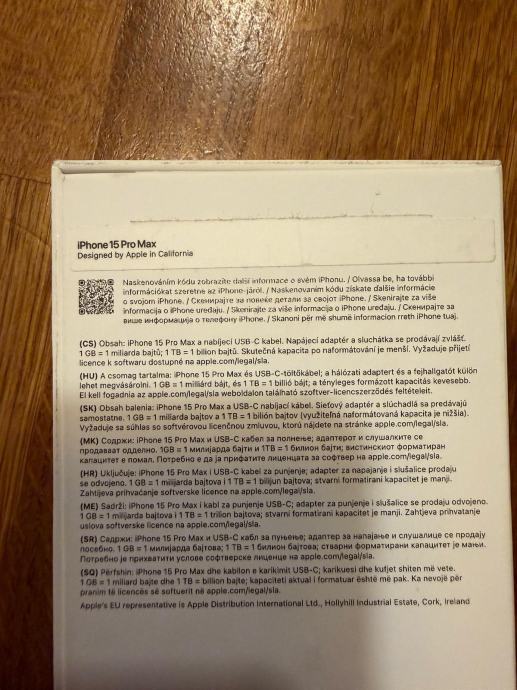 iPhone 15 Pro Max
Designed by Apple in California
Naskenováním kódu zobrazíte další informace o svém iPhonu. / Olvassa be, ha további
információkat szeretne az iPhone-járól. / Naskenovaním kódu získate ďalšie informácie
o svojom iPhone. / Скенирајте за повеќе детали за својот iPhone. / Skenirajte za više
informacija o iPhone uređaju. / Skenirajte za više informacija o iPhone uređaju. / Скенирајте за
више информација о телефону iPhone. / Skanoni për më shumë informacion rreth iPhone tuaj.
(CS) Obsah: iPhone 15 Pro Max a nabíjecí USB-C kabel. Napájecí adaptér a sluchátka se prodávají zvlášť.
1 GB = 1 miliarda bajtů; 1 TB = 1 bilion bajtů. Skutečná kapacita po naformátování je menší. Vyžaduje přijetí
licence k softwaru dostupné na apple.com/legal/sla.
(HU) A csomag tartalma: iPhone 15 Pro Max és USB-C-töltőkábel; a hálózati adaptert és a fejhallgatót külön
lehet megvásárolni. 1 GB = 1 milliárd bájt, és 1 TB = 1 billió bájt; a tényleges formázott kapacitás kevesebb.
El kell fogadnia az apple.com/legal/sla weboldalon található szoftver-licencszerződés feltételeit.
(SK) Obsah balenia: iPhone 15 Pro Max a USB-C nabíjací kábel. Sieťový adaptér a slúchadlá sa predávajú
samostatne. 1 GB = 1 miliarda bajtov a 1 TB = 1 bilión bajtov (využiteľná naformátovaná kapacita je nižšia).
Vyžaduje sa súhlas so softvérovou licenčnou zmluvou, ktorú nájdete na stránke apple.com/legal/sla.
(MK) Содржи: iPhone 15 Pro Max и USB-C кабел за полнење; адаптерот и слушалките се
продаваат одделно. 1GB = 1 милијарда бајти и 1TB = 1 билион бајти; вистинскиот форматиран
капацитет е помал. Потребно е да ја прифатите лиценцата за софтвер на apple.com/legal/sla.
(HR) Uključuje: iPhone 15 Pro Max i USB-C kabel za punjenje; adapter za napajanje i slušalice prodaju
se odvojeno. 1 GB = 1 milijarda bajtova i 1 TB = 1 bilijun bajtova; stvarni formatirani kapacitet je manji.
Zahtijeva prihvaćanje softverske licence na apple.com/legal/sla.
(ME) Sadrži: iPhone 15 Pro Max i kabl za punjenje USB-C; adapter za punjenje i slušalice se prodaju odvojeno.
1 GB = 1 milijarda bajtova i 1 TB = 1 trilion bajtova; stvarni formatirani kapacitet je manji. Zahtjeva prihvatanje
uslova softverske licence na apple.com/legal/sla.
(SR) Садржи: iPhone 15 Pro Max и USB-C кабл за пуњење; адаптер за напајање и слушалице се продају
посебно. 1 GB = 1 милијарда бајтова; 1 TB = 1 билион бајтова; стварни форматирани капацитет је мањи.
Потребно је прихватити услове софтверске лиценце на apple.com/legal/sla.
(SQ) Përfshin: iPhone 15 Pro Max dhe kabllon e karikimit USB-C; karikuesi dhe kufjet shiten më vete.
1 GB = 1 miliard bajte dhe 1 TB = 1 billion bajte; kapaciteti aktual i formatuar është më pak. Ka nevojë për
pranim të licencës së softuerit në apple.com/legal/sla.
Apple's EU representative is Apple Distribution International Ltd., Hollyhill Industrial Estate, Cork, Ireland